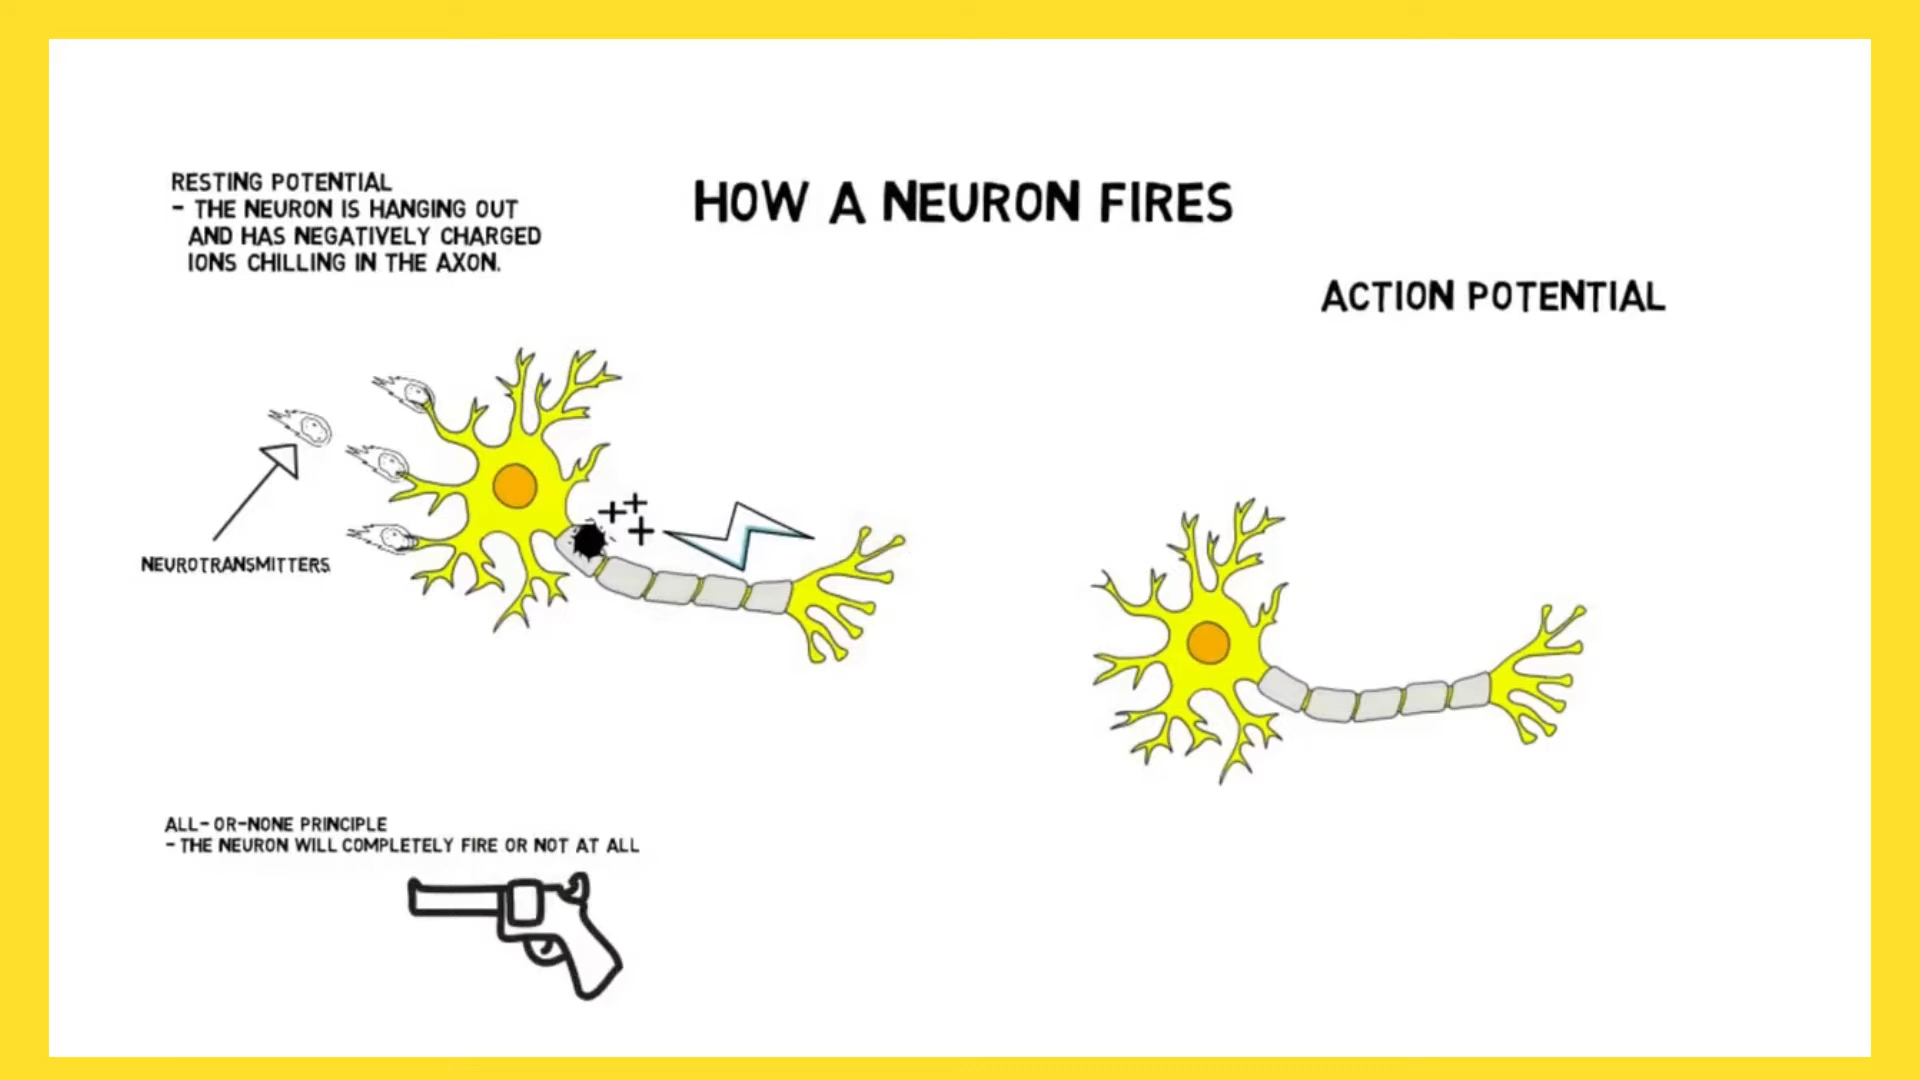 HOW A NEURON FIRES
RESTING POTENTIAL
- THE NEURON IS HANGING OUT
AND HAS NEGATIVELY CHARGED
IONS CHILLING IN THE AXON.
ACTION POTENTIAL
+++
NEUROTRANSMITTERS
ALL-OR-NONE PRINCIPLE
- THE NEURON WILL COMPLETELY FIRE OR NOT AT ALL